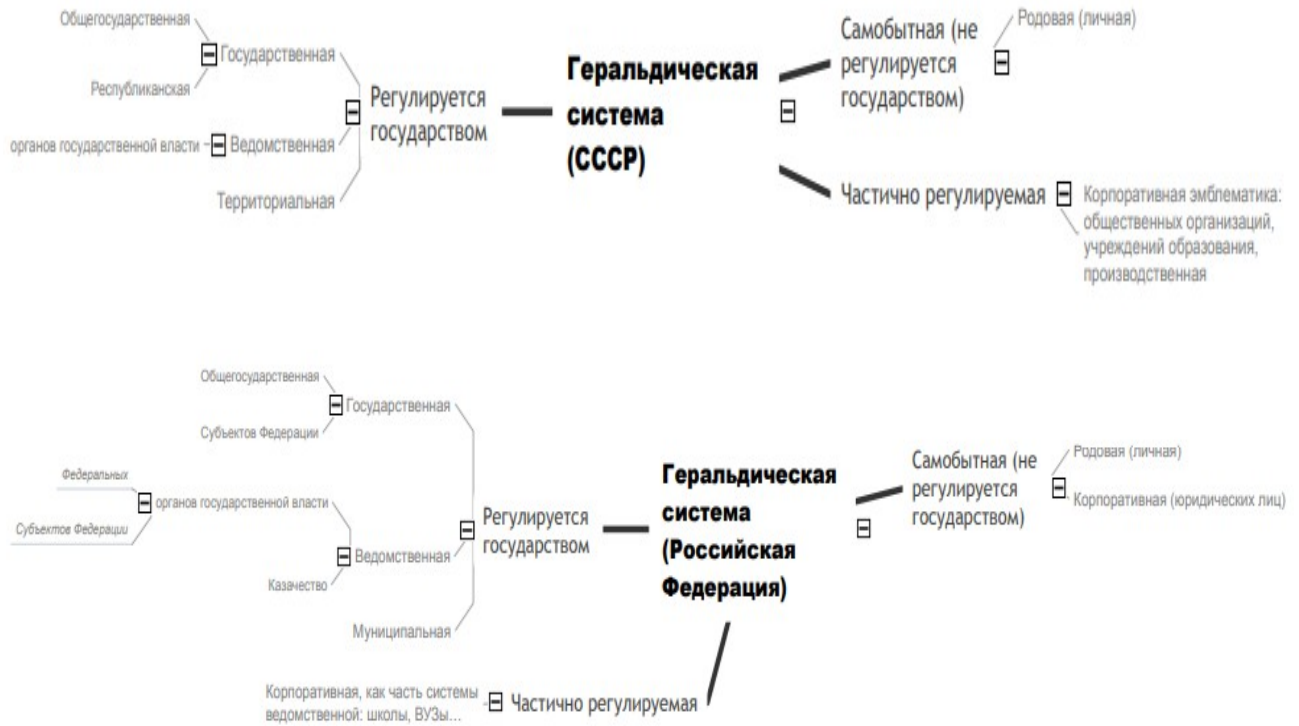 Общегосударственная
Государственная
Республиканская
органов государственной власти
Ведомственная
Территориальная
Регулируется
государством
Геральдическая
система
(СССР)
Самобытная (не
регулируется
государством)
Родовая (личная)
Частично регулируемая
Корпоративная эмблематика:
общественных организаций,
учреждений образования,
производственная
Общегосударственная
Государственная
Субъектов Федерации
Федеральных
органов государственной власти
Субъектов Федерации
Ведомственная
Казачество
Муниципальная
Регулируется
государством
Геральдическая
система
(Российская
Федерация)
Самобытная (не
регулируется
государством)
Родовая (личная)
Корпоративная (юридических лиц)
Корпоративная, как часть системы
ведомственной: школы, ВУЗы...
Частично регулируемая